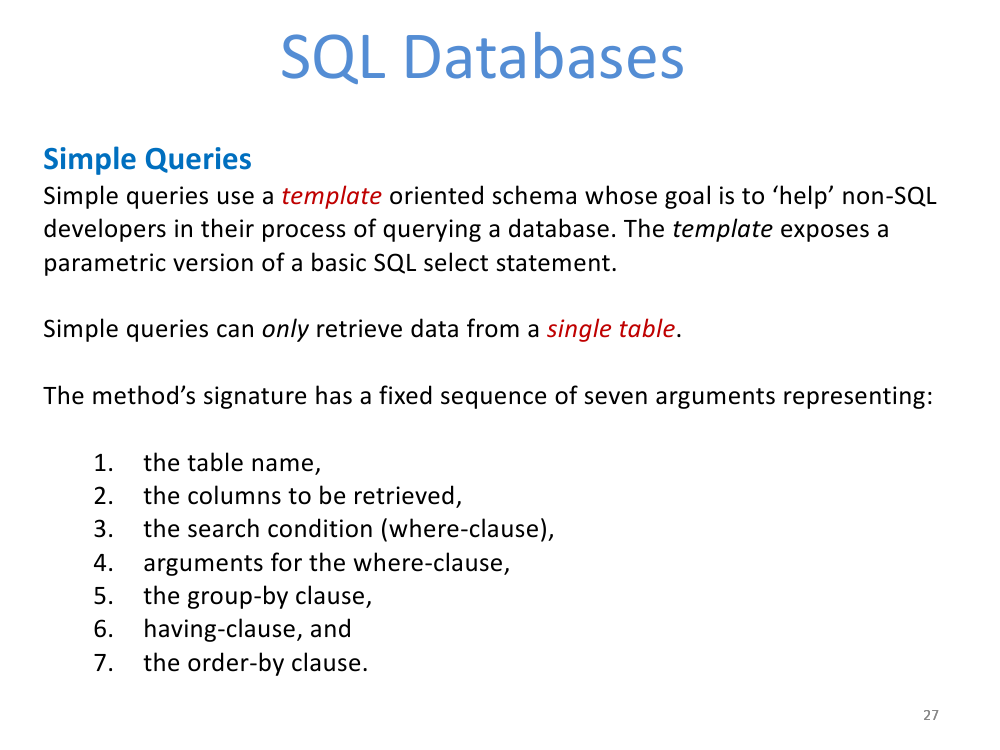 SQL Databases
Simple Queries
Simple queries use a template oriented schema whose goal is to ‘help’ non-SQL
developers in their process of querying a database. The template exposes a
parametric version of a basic SQL select statement.
Simple queries can only retrieve data from a single table.
The method’s signature has a fixed sequence of seven arguments representing:
1. the table name,
2. the columns to be retrieved,
3. the search condition (where-clause),
4. arguments for the where-clause,
5. the group-by clause,
6. having-clause, and
7. the order-by clause.
27